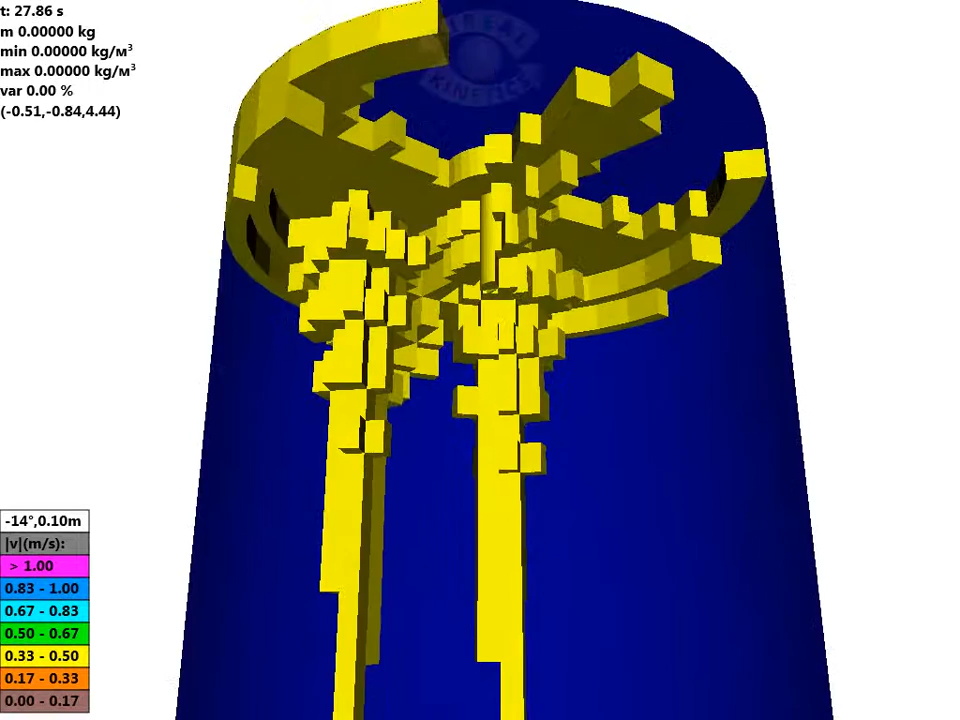 t: 27.86 s
m 0.00000 kg
min 0.00000 kg/м³
max 0.00000 kg/м³
var 0.00 %
(-0.51,-0.84,4.44)
KINETICS
-14°,0.10m
|v|(m/s):
> 1.00
0.83 - 1.00
0.67 - 0.83
0.50 - 0.67
0.33 - 0.50
0.17 - 0.33
0.00 - 0.17